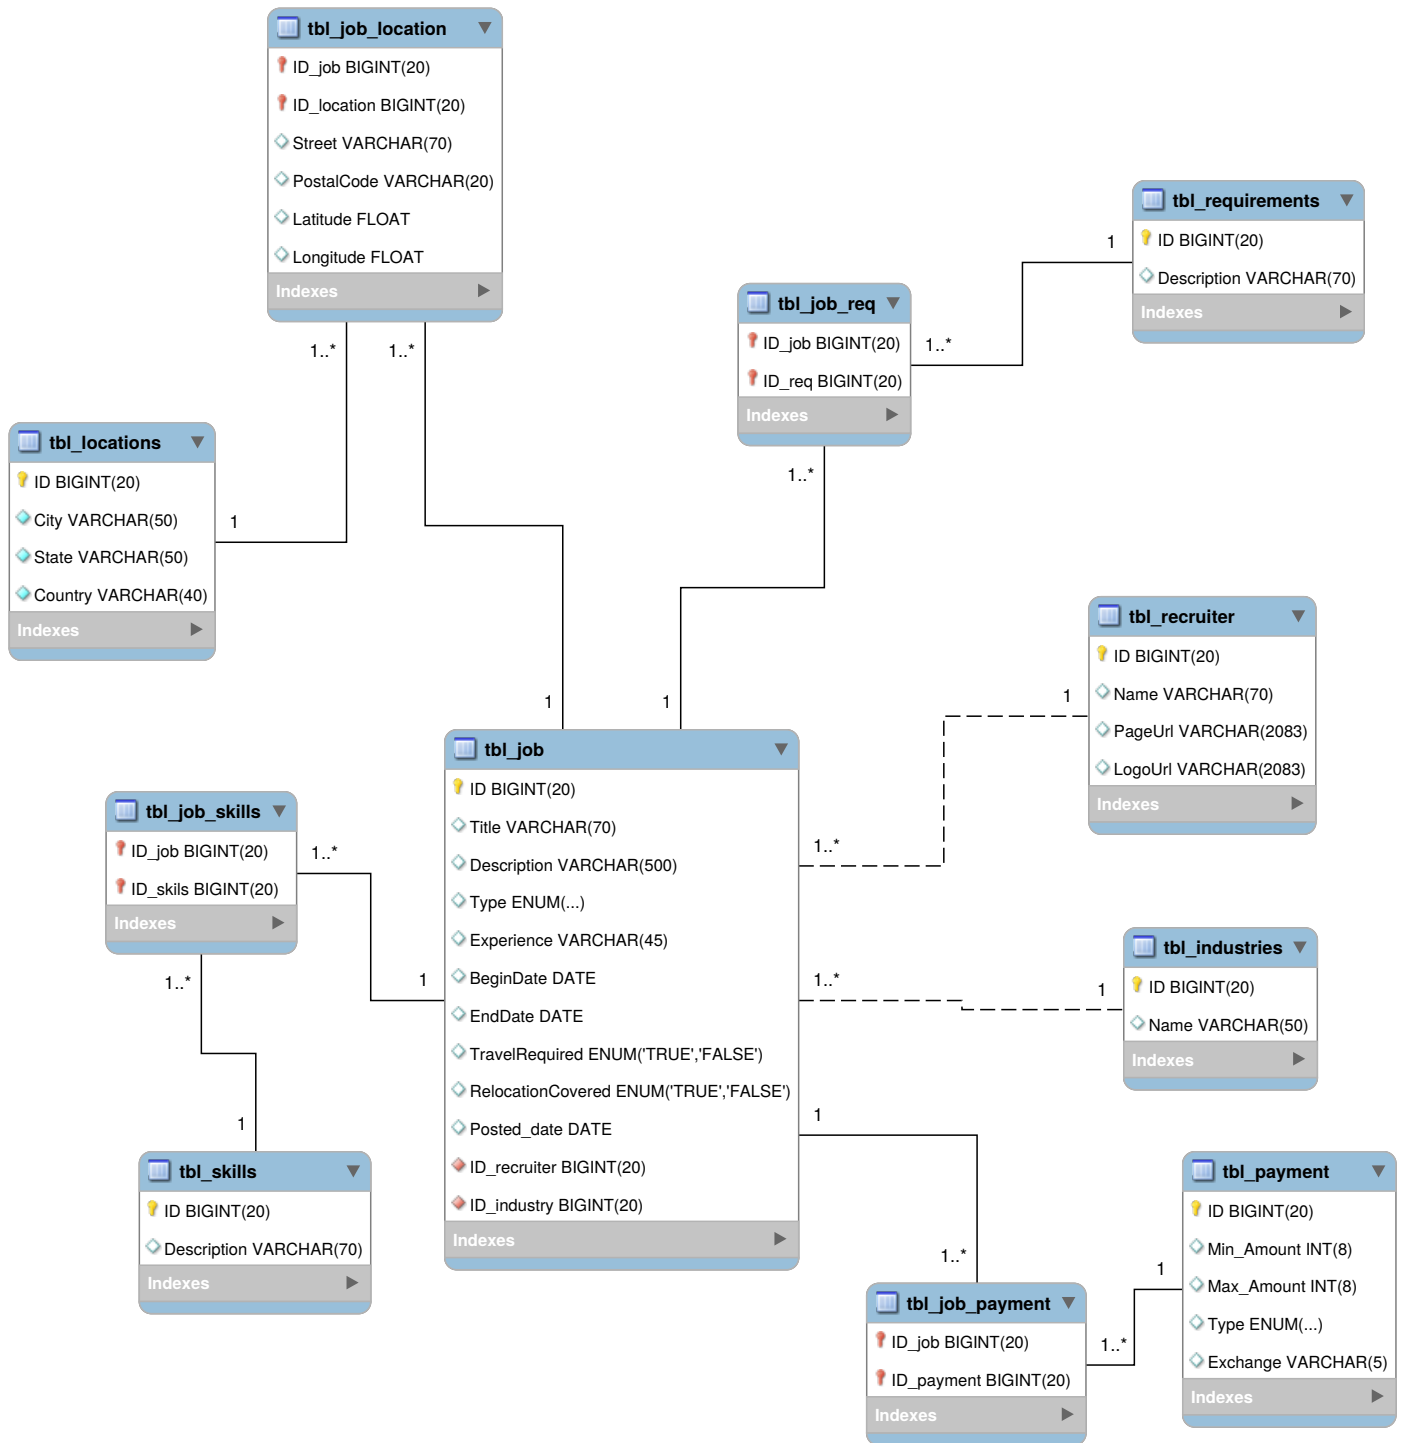 tbl_job_location
ID_job BIGINT(20)
ID_location BIGINT(20)
Street VARCHAR(70)
PostalCode VARCHAR(20)
Latitude FLOAT
Longitude FLOAT
Indexes
1..*
1..*
tbl_requirements
ID BIGINT(20)
Description VARCHAR(70)
Indexes
1
tbl_job_req
ID_job BIGINT(20)
ID_req BIGINT(20)
Indexes
1..*
1..*
tbl_locations
ID BIGINT(20)
City VARCHAR(50)
State VARCHAR(50)
Country VARCHAR(40)
Indexes
1
1
1
tbl_recruiter
ID BIGINT(20)
Name VARCHAR(70)
PageUrl VARCHAR(2083)
LogoUrl VARCHAR(2083)
Indexes
1
tbl_job
ID BIGINT(20)
Title VARCHAR(70)
Description VARCHAR(500)
Type ENUM(...)
Experience VARCHAR(45)
BeginDate DATE
EndDate DATE
TravelRequired ENUM('TRUE','FALSE')
RelocationCovered ENUM('TRUE','FALSE')
Posted_date DATE
ID_recruiter BIGINT(20)
ID_industry BIGINT(20)
Indexes
1..*
1..*
1
1
tbl_job_skills
ID_job BIGINT(20)
ID_skils BIGINT(20)
Indexes
1..*
1..*
1
tbl_skills
ID BIGINT(20)
Description VARCHAR(70)
Indexes
tbl_industries
ID BIGINT(20)
Name VARCHAR(50)
Indexes
1
tbl_payment
ID BIGINT(20)
Min_Amount INT(8)
Max_Amount INT(8)
Type ENUM(...)
Exchange VARCHAR(5)
Indexes
1
1..*
1..*
tbl_job_payment
ID_job BIGINT(20)
ID_payment BIGINT(20)
Indexes